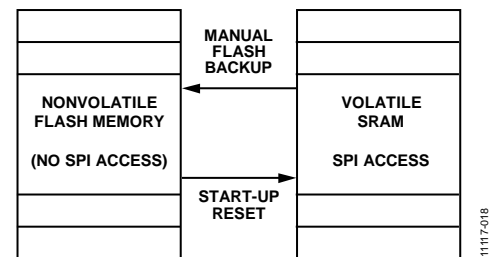 MANUAL
FLASH
BACKUP
NONVOLATILE
FLASH MEMORY
(NO SPI ACCESS)
VOLATILE
SRAM
SPI ACCESS
START-UP
RESET
11117-018